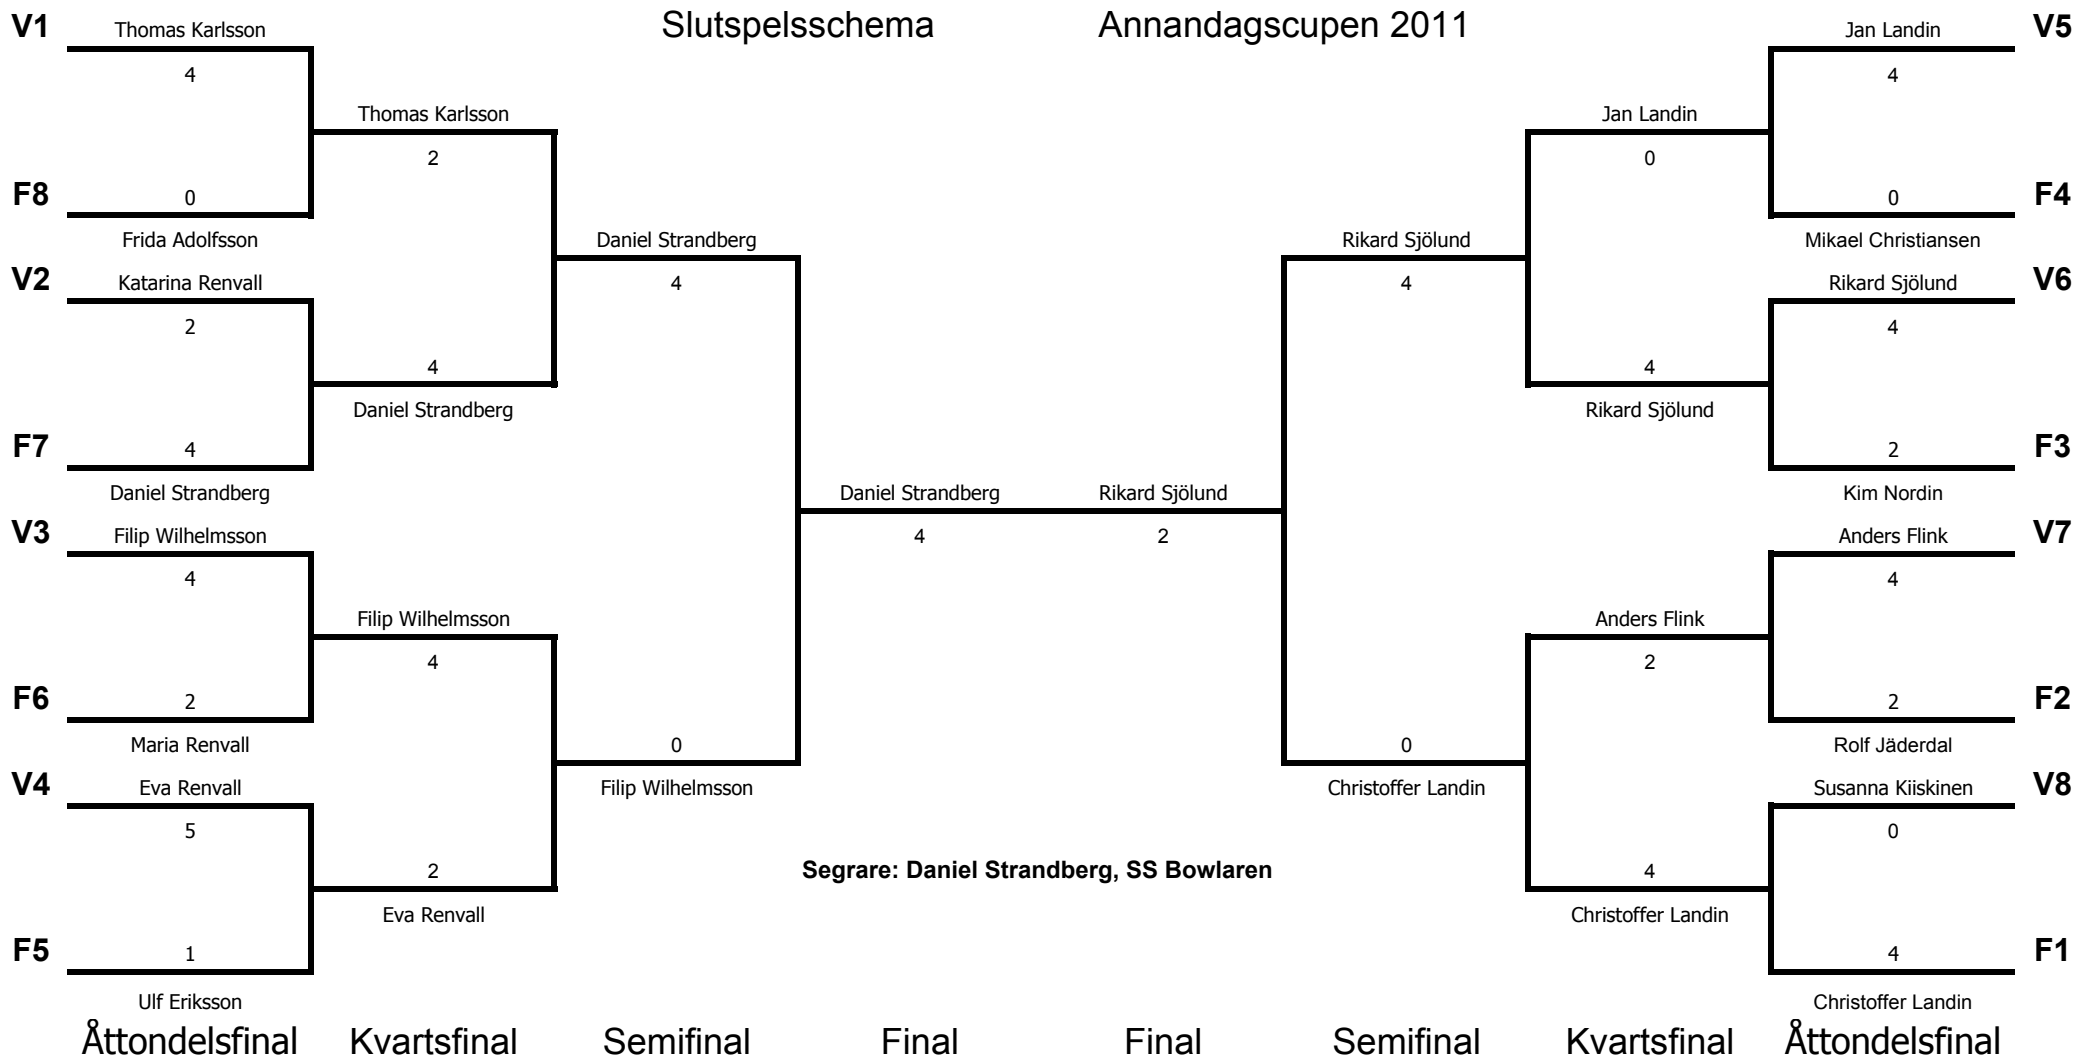 Slutspelsschema Annandagscupen 2011
V1 Thomas Karlsson Jan Landin V5
4 4
Thomas Karlsson Jan Landin
2 0
F8 0 0 F4
Frida Adolfsson Daniel Strandberg Rikard Sjölund Mikael Christiansen
V2 Katarina Renvall 4 4 Rikard Sjölund V6
2 4
4 4
Daniel Strandberg Rikard Sjölund
F7 4 2 F3
Daniel Strandberg Daniel Strandberg Rikard Sjölund Kim Nordin
V3 Filip Wilhelmsson 4 2 Anders Flink V7
4 4
Filip Wilhelmsson Anders Flink
4 2
F6 2 2 F2
Maria Renvall 0 0 Rolf Jäderdal
V4 Eva Renvall Filip Wilhelmsson Christoffer Landin Susanna Kiiskinen V8
5 0
2 Segrare: Daniel Strandberg, SS Bowlaren 4
Eva Renvall Christoffer Landin
F5 1 4 F1
Ulf Eriksson Christoffer Landin
Åttondelsfinal Kvartsfinal Semifinal Final Final Semifinal Kvartsfinal Åttondelsfinal